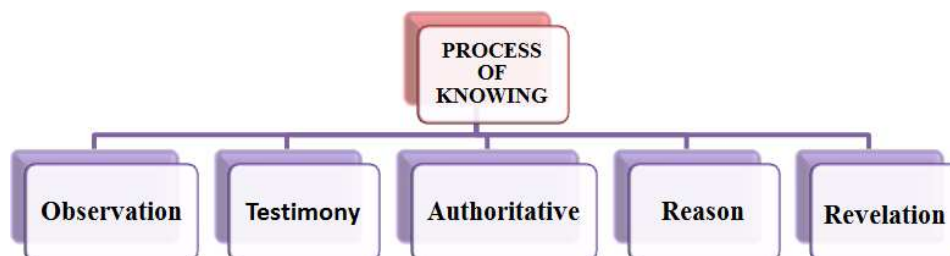 PROCESS
OF
KNOWING
Observation
Testimony
Authoritative
Reason
Revelation